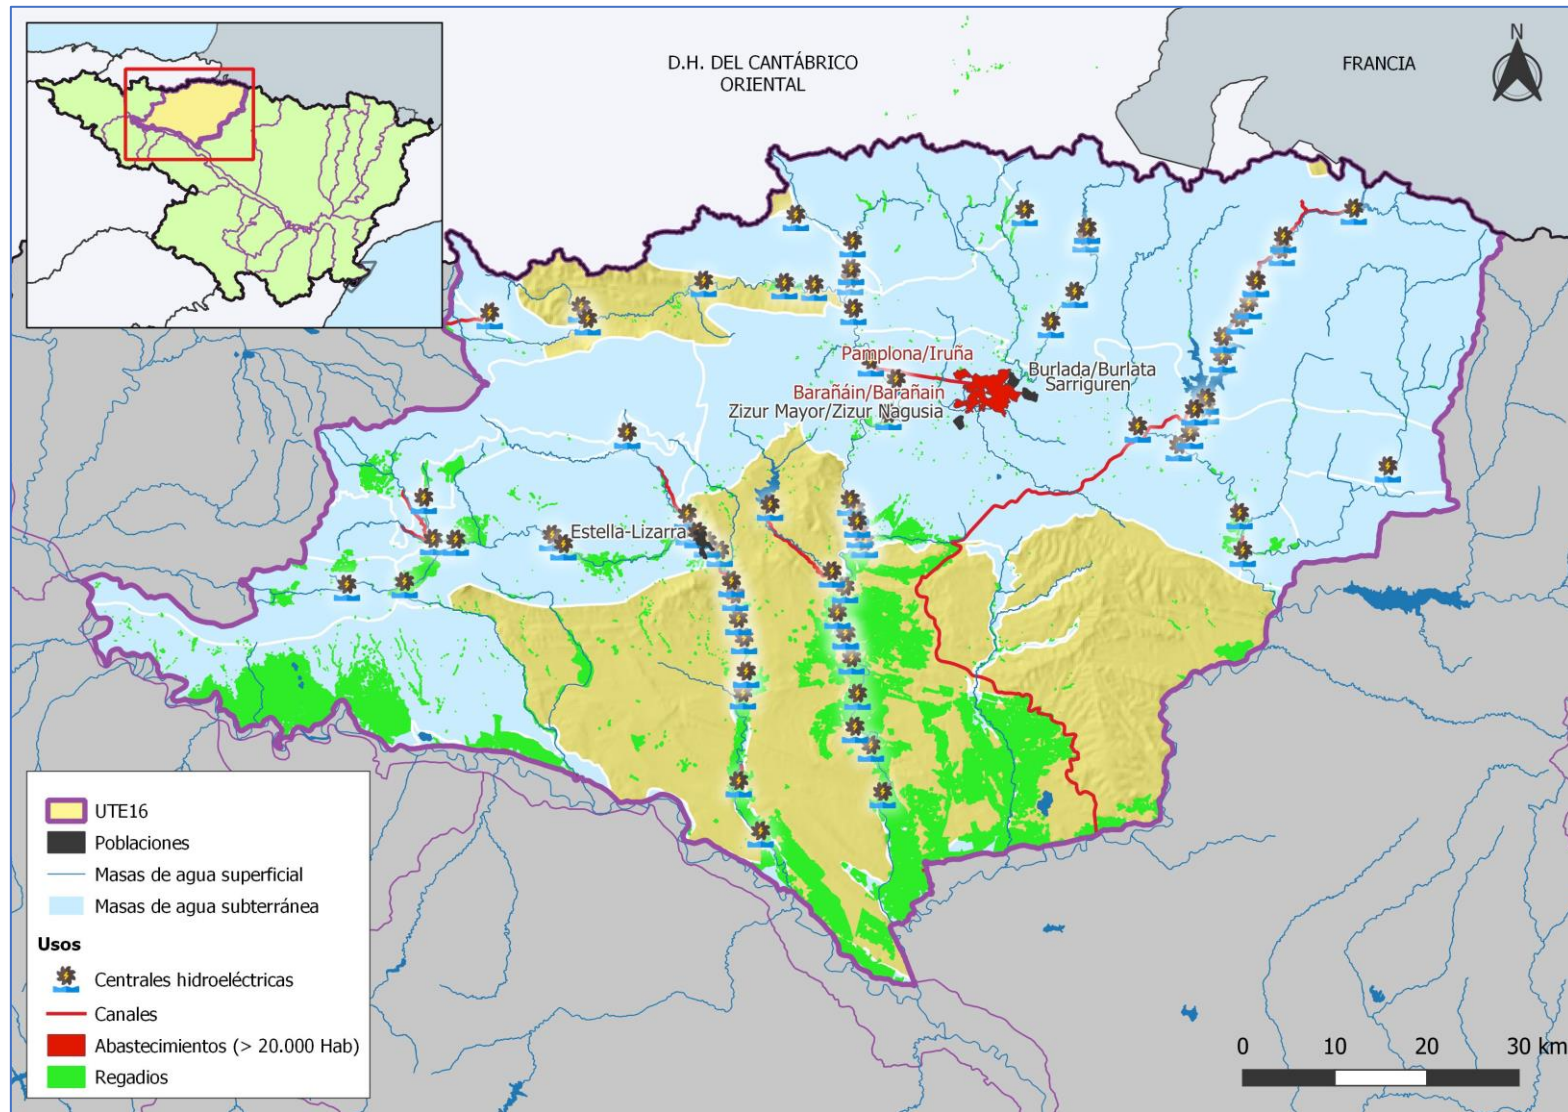 D.H. DEL CANTÁBRICO
ORIENTAL
FRANCIA
N
Pamplona/Iruña
Burlada/Burlata
Sarriguren
Barañáin/Barañain
Zizur Mayor/Zizur Nagusia
Estella-Lizarra
UTE16
Poblaciones
Masas de agua superficial
Masas de agua subterránea
Usos
Centrales hidroeléctricas
Canales
Abastecimientos (> 20.000 Hab)
Regadios
0 10 20 30 km